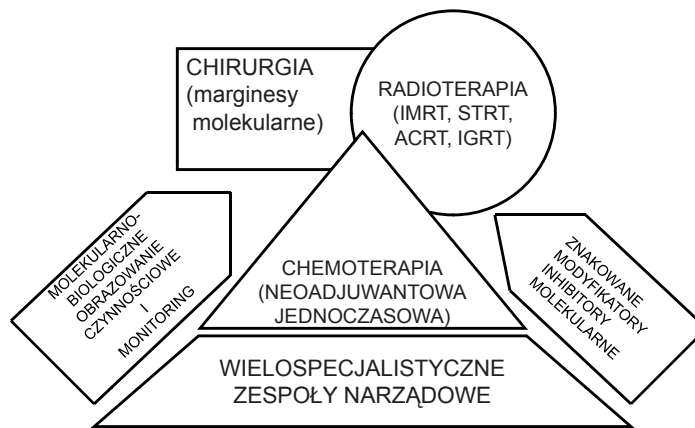 CHIRURGIA
(marginesy
molekularne)
RADIOTERAPIA
(IMRT, STRT,
ACRT, IGRT)
MOLEKULARNO-
BIOLOGICZNE
OBRAZOWANIE
CZYNNOŚCIOWE
I
MONITORING
CHEMOTERAPIA
(NEOADJUWANTOWA
JEDNOCZASOWA)
ZNAKOWANE
MODYFIKATORY
INHIBITORY
MOLEKULARNE
WIELOSPECJALISTYCZNE
ZESPOŁY NARZĄDOWE